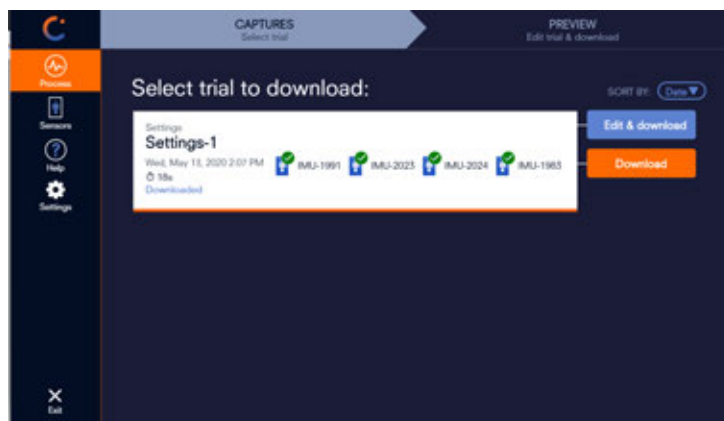 CAPTURES
Select trial
PREVIEW
Edit trial & download
Process
Sensors
Help
Settings
Exit
Select trial to download:
SORT BY: Date
Settings
Settings-1
Wed, May 13, 2020 2:07 PM
18s
Downloaded
IMU-1991
IMU-2023
IMU-2024
IMU-1983
Edit & download
Download